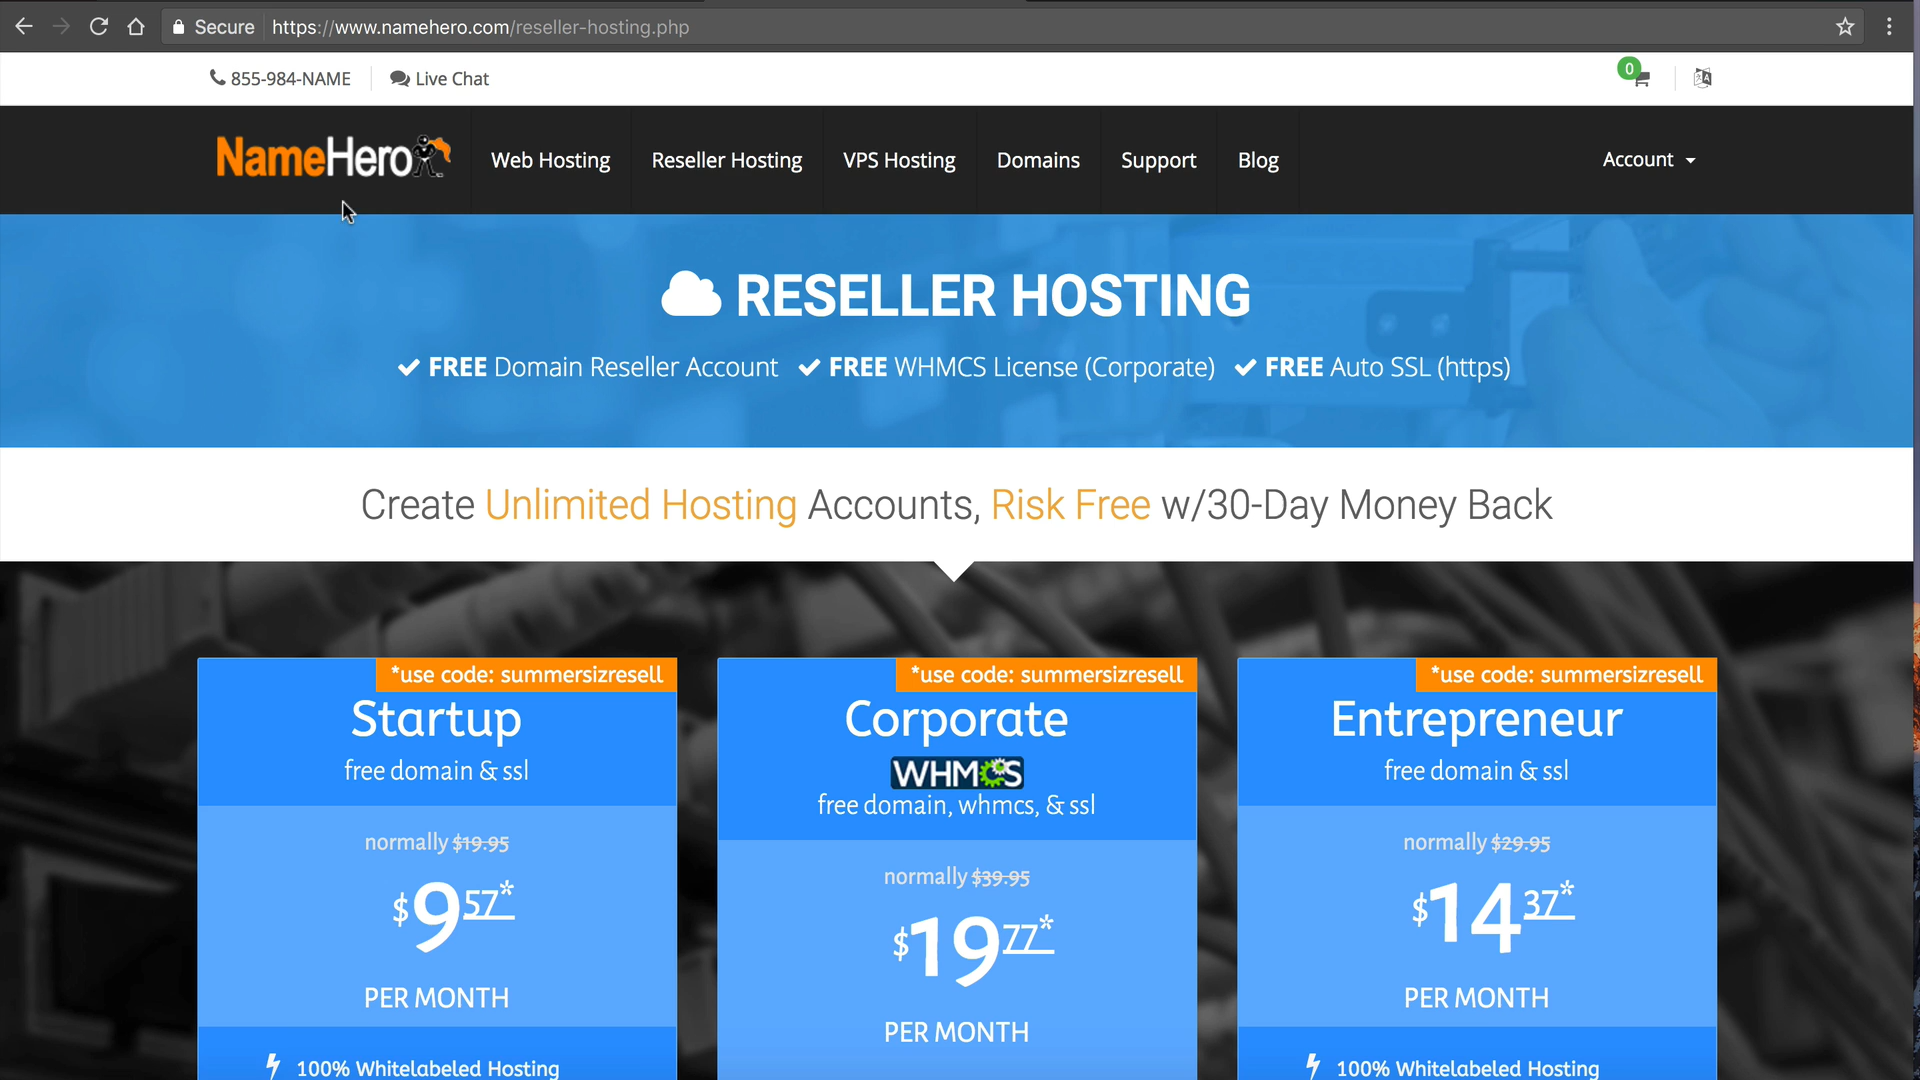 Secure https://www.namehero.com/reseller-hosting.php
855-984-NAME Live Chat 0
NameHero Web Hosting Reseller Hosting VPS Hosting Domains Support Blog Account
RESELLER HOSTING
FREE Domain Reseller Account FREE WHMCS License (Corporate) FREE Auto SSL (https)
Create Unlimited Hosting Accounts, Risk Free w/30-Day Money Back
*use code: summersizresell
Startup
free domain & ssl
normally $19.95
$9 57*
PER MONTH
100% Whitelabeled Hosting
*use code: summersizresell
Corporate
WHMCS
free domain, whmcs, & ssl
normally $39.95
$19 77*
PER MONTH
*use code: summersizresell
Entrepreneur
free domain & ssl
normally $29.95
$14 37*
PER MONTH
100% Whitelabeled Hosting